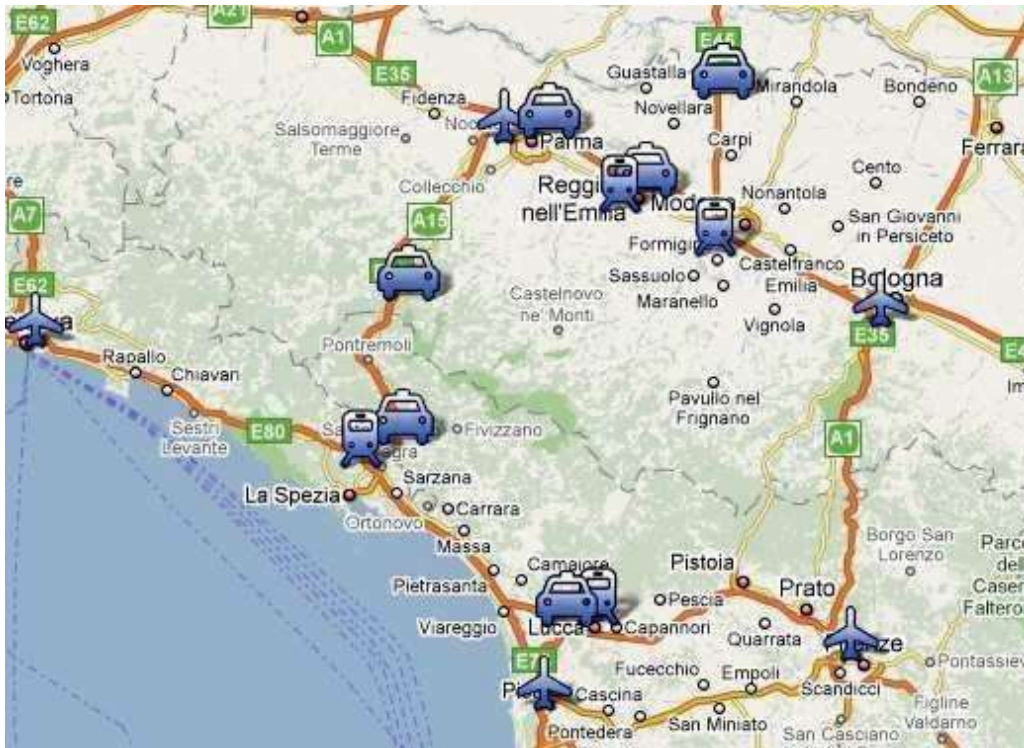 E62
A21
A1
E45
Voghera
Tortona
E35
Guastalla
Mirandola
Bondeno
A13
Fidenza
Novellara
Salsomaggiore
Terme
Parma
Carpi
Ferrara
Collecchio
Cento
A7
A15
Reggi
nell'Emilia
Nonantola
San Giovanni
in Persiceto
Formigin
Castelfranco
Emilia
E62
Sassuolo
Maranello
Bologna
Castelnovo
ne' Monti
Vignola
E35
Pontremoli
Rapallo
Chiavari
Pavullo nel
Frignano
Sestri
Levante
E80
Fivizzano
A1
La Spezia
Sarzana
Ortonovo
Carrara
Massa
Borgo San
Lorenzo
Camaiore
Pistoia
Pietrasanta
Pescia
Prato
Viareggio
Lucca
Capannori
Quarrata
Fucecchio
Empoli
Scandicci
Pontassiev
Cascina
Pontedera
San Miniato
San Casciano
Figline
Valdarno